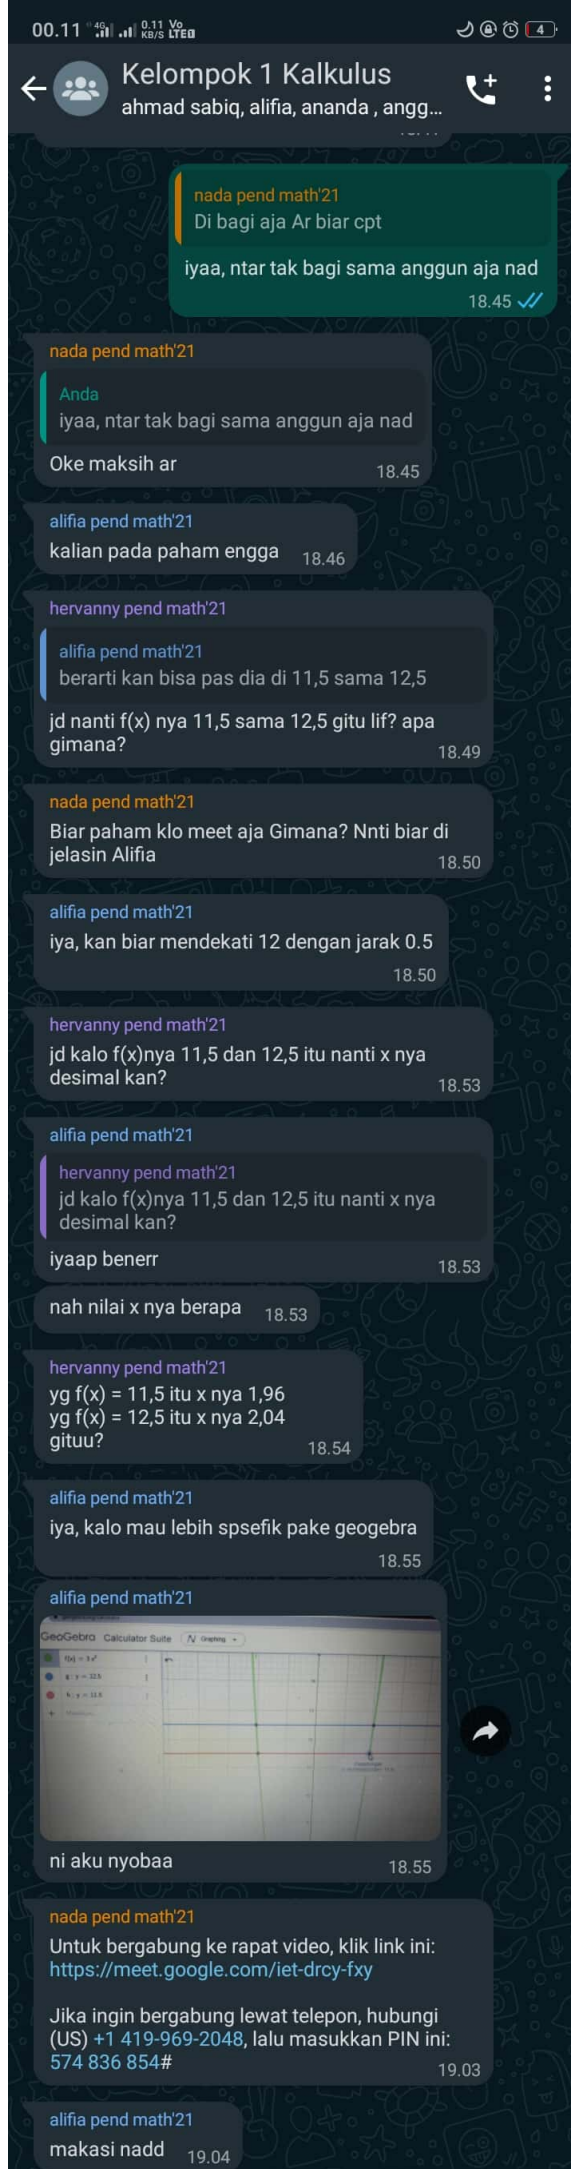 00.11 4G 0.11 KB/S Vo LTE 4
Kelompok 1 Kalkulus
ahmad sabiq, alifia, ananda , angg...
nada pend math'21
Di bagi aja Ar biar cpt
iyaa, ntar tak bagi sama anggun aja nad
18.45
nada pend math'21
Anda
iyaa, ntar tak bagi sama anggun aja nad
Oke maksih ar
18.45
alifia pend math'21
kalian pada paham engga 18.46
hervanny pend math'21
alifia pend math'21
berarti kan bisa pas dia di 11,5 sama 12,5
jd nanti f(x) nya 11,5 sama 12,5 gitu lif? apa
gimana?
18.49
nada pend math'21
Biar paham klo meet aja Gimana? Nnti biar di
jelasin Alifia
18.50
alifia pend math'21
iya, kan biar mendekati 12 dengan jarak 0.5
18.50
hervanny pend math'21
jd kalo f(x)nya 11,5 dan 12,5 itu nanti x nya
desimal kan?
18.53
alifia pend math'21
hervanny pend math'21
jd kalo f(x)nya 11,5 dan 12,5 itu nanti x nya
desimal kan?
iyaap benerr
18.53
nah nilai x nya berapa 18.53
hervanny pend math'21
yg f(x) = 11,5 itu x nya 1,96
yg f(x) = 12,5 itu x nya 2,04
gituu?
18.54
alifia pend math'21
iya, kalo mau lebih spsefik pake geogebra
18.55
alifia pend math'21
GeoGebra Calculator Suite Graphing
ni aku nyobaa
18.55
nada pend math'21
Untuk bergabung ke rapat video, klik link ini:
https://meet.google.com/iet-drcy-fxy
Jika ingin bergabung lewat telepon, hubungi
(US) +1 419-969-2048, lalu masukkan PIN ini:
574 836 854#
19.03
alifia pend math'21
makasi nadd 19.04